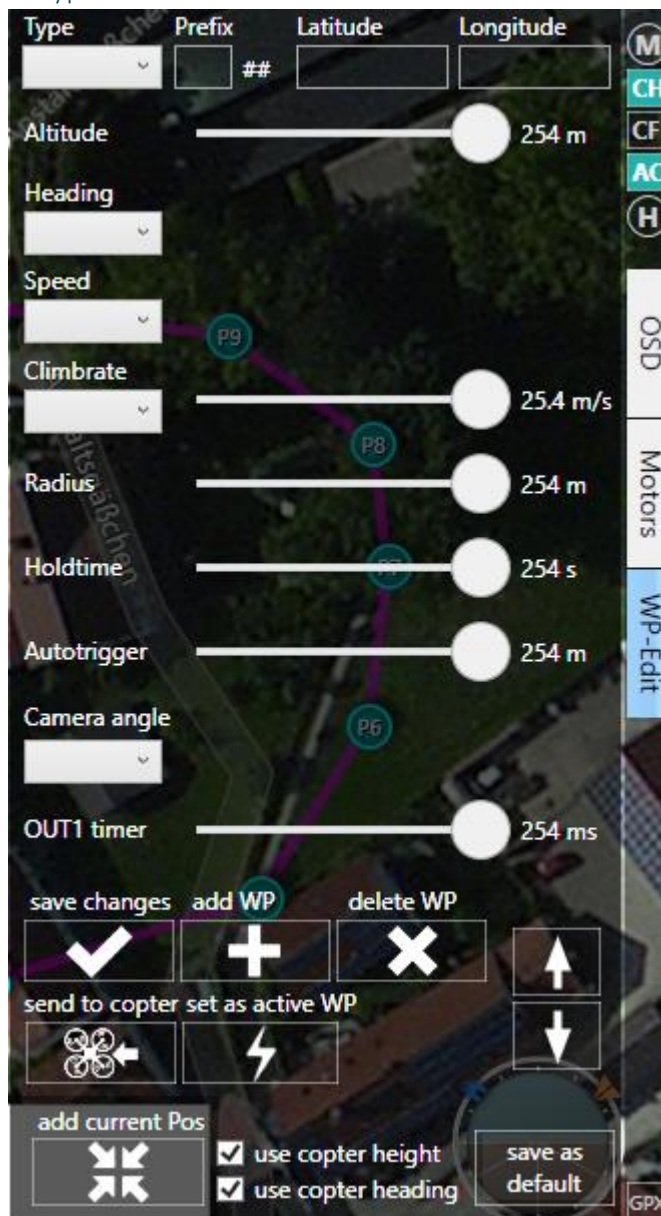 Type Prefix Latitude Longitude
##
M
CH
CF
AC
H
Altitude 254 m
Heading
Speed
Climbrate 25.4 m/s
Radius 254 m
Holdtime 254 s
Autotrigger 254 m
Camera angle
OUT1 timer 254 ms
P9
P8
P7
P6
OSD
Motors
WP-Edit
save changes add WP delete WP
send to copter set as active WP
add current Pos
use copter height
use copter heading
save as
default
GPX